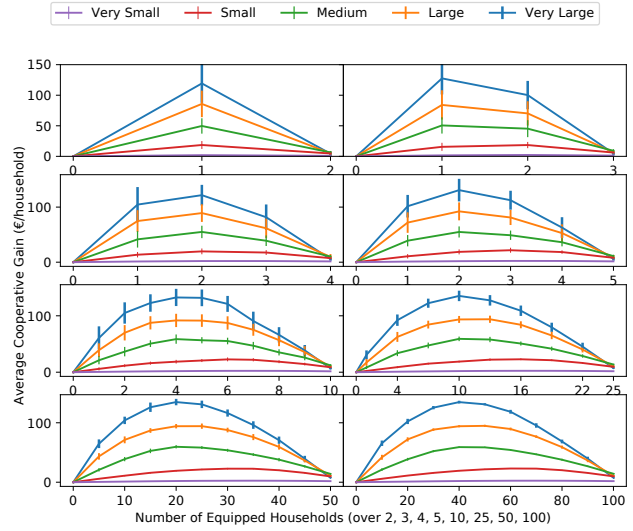 Very Small Small Medium Large Very Large
Average Cooperative Gain (€/household)
150
100
50
0
0 1 2
0 1 2 3
100
0
0 1 2 3 4
0 1 2 3 4 5
100
0
0 2 4 6 8 10
0 4 10 16 22 25
100
0
0 10 20 30 40 50
0 20 40 60 80 100
Number of Equipped Households (over 2, 3, 4, 5, 10, 25, 50, 100)